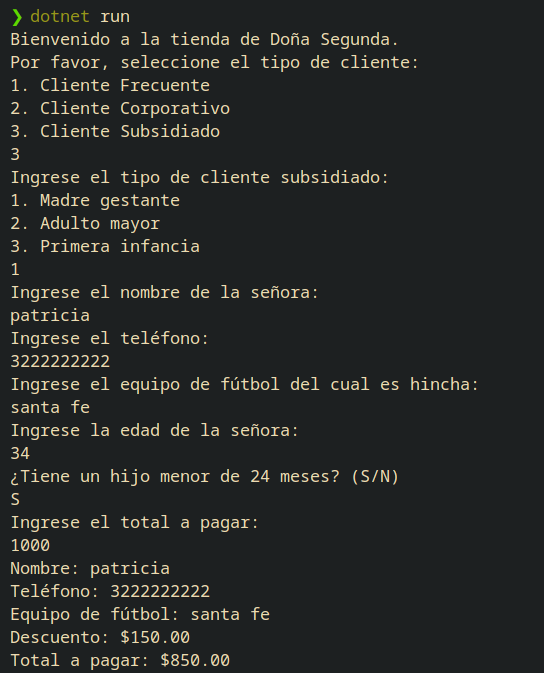 ❯ dotnet run
Bienvenido a la tienda de Doña Segunda.
Por favor, seleccione el tipo de cliente:
1. Cliente Frecuente
2. Cliente Corporativo
3. Cliente Subsidiado
3
Ingrese el tipo de cliente subsidiado:
1. Madre gestante
2. Adulto mayor
3. Primera infancia
1
Ingrese el nombre de la señora:
patricia
Ingrese el teléfono:
3222222222
Ingrese el equipo de fútbol del cual es hincha:
santa fe
Ingrese la edad de la señora:
34
¿Tiene un hijo menor de 24 meses? (S/N)
S
Ingrese el total a pagar:
1000
Nombre: patricia
Teléfono: 3222222222
Equipo de fútbol: santa fe
Descuento: $150.00
Total a pagar: $850.00